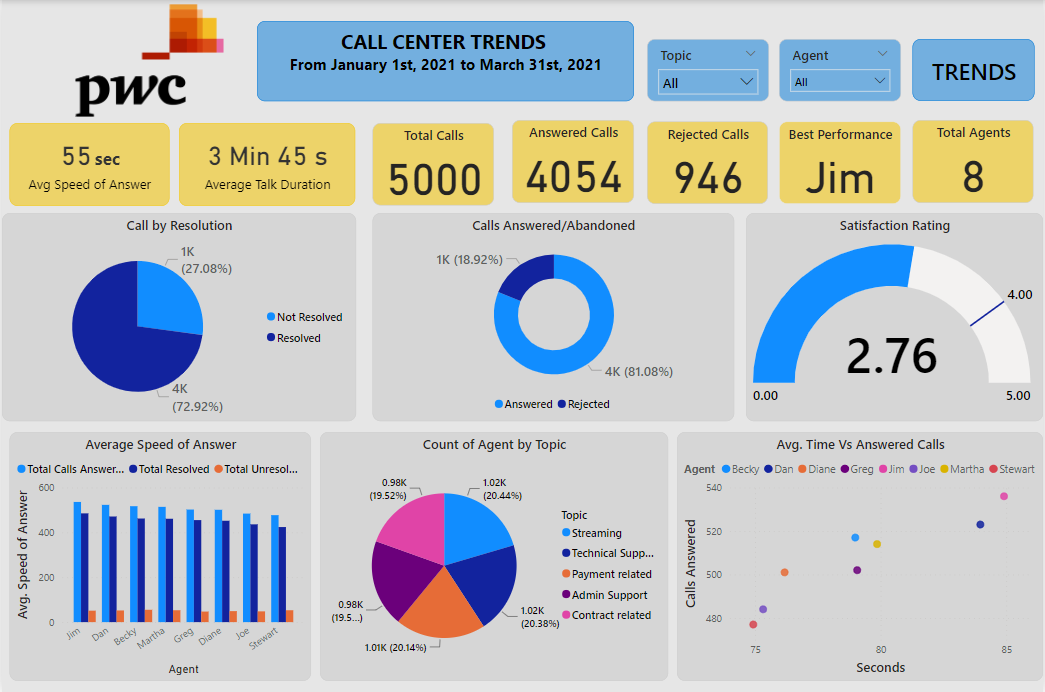 pwc
CALL CENTER TRENDS
From January 1st, 2021 to March 31st, 2021
Topic
All
Agent
All
TRENDS
55 sec
Avg Speed of Answer
3 Min 45 s
Average Talk Duration
Total Calls
5000
Answered Calls
4054
Rejected Calls
946
Best Performance
Jim
Total Agents
8
Call by Resolution
1K
(27.08%)
Not Resolved
Resolved
4K
(72.92%)
Calls Answered/Abandoned
1K (18.92%)
4K (81.08%)
Answered Rejected
Satisfaction Rating
4.00
2.76
0.00 5.00
Average Speed of Answer
Total Calls Answer... Total Resolved Total Unresol...
Avg. Speed of Answer
600
400
200
0
Jim Dan Becky Martha Greg Diane Joe Stewart
Agent
Count of Agent by Topic
0.98K
(19.52%)
1.02K
(20.44%)
0.98K
(19.5...)
1.02K
(20.38%)
1.01K (20.14%)
Topic
Streaming
Technical Supp...
Payment related
Admin Support
Contract related
Avg. Time Vs Answered Calls
Agent Becky Dan Diane Greg Jim Joe Martha Stewart
Calls Answered
540
520
500
480
75 80 85
Seconds